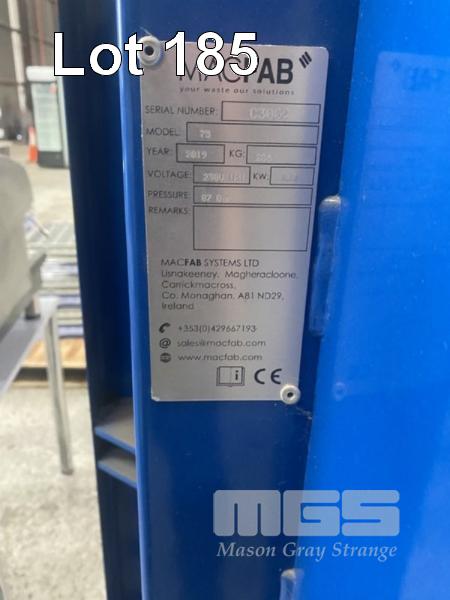 Lot 185
MACFAB
your waste our solutions
SERIAL NUMBER:
MODEL: 75
YEAR: 2019 KG:
VOLTAGE: KW:
PRESSURE:
REMARKS:
MACFAB SYSTEMS LTD
Lisnakeeney, Magheracloone,
Carrickmacross,
Co. Monaghan, A81 ND29,
Ireland
+353(0)429667193
sales@macfab.com
www.macfab.com
i CE
MGS
Mason Gray Strange